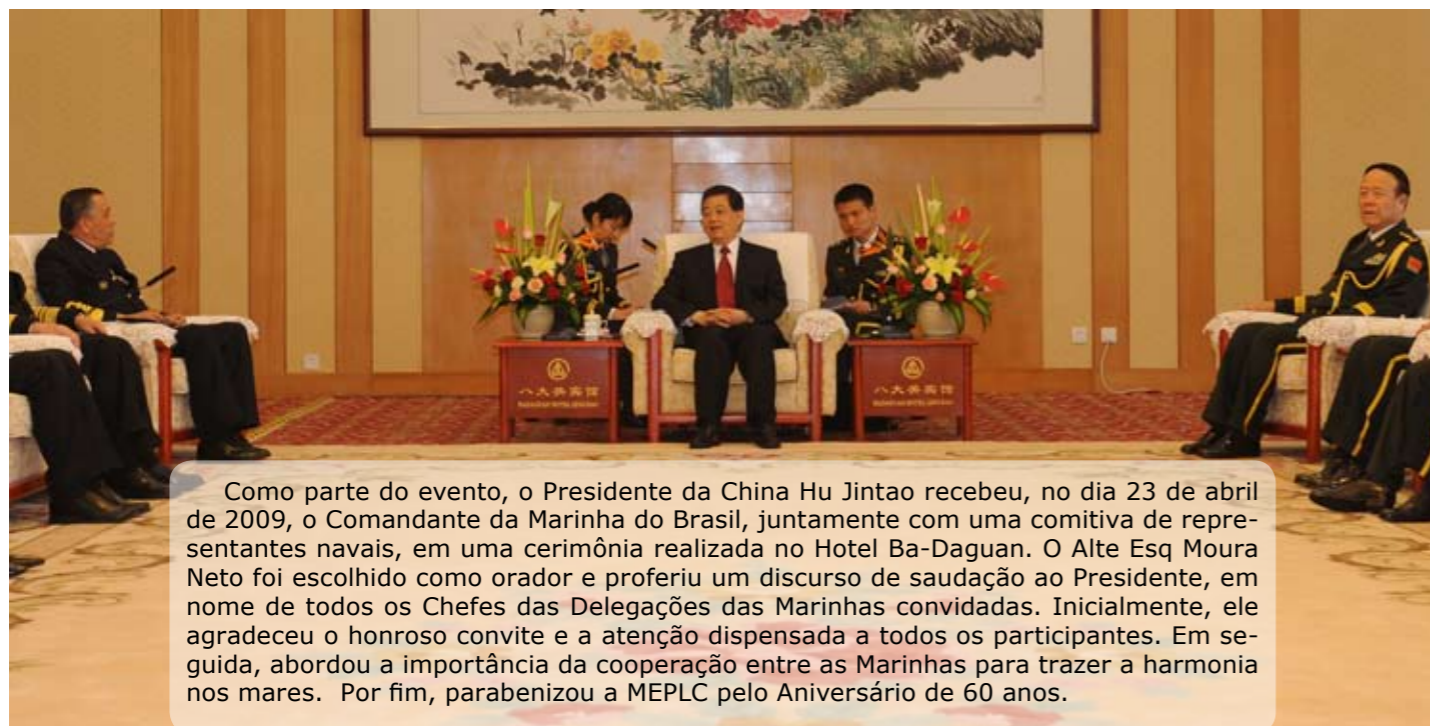 八大关宾馆
八大关宾馆
Como parte do evento, o Presidente da China Hu Jintao recebeu, no dia 23 de abril
de 2009, o Comandante da Marinha do Brasil, juntamente com uma comitiva de repre-
sentantes navais, em uma cerimônia realizada no Hotel Ba-Daguan. O Alte Esq Moura
Neto foi escolhido como orador e proferiu um discurso de saudação ao Presidente, em
nome de todos os Chefes das Delegações das Marinhas convidadas. Inicialmente, ele
agradeceu o honroso convite e a atenção dispensada a todos os participantes. Em se-
guida, abordou a importância da cooperação entre as Marinhas para trazer a harmonia
nos mares.  Por fim, parabenizou a MEPLC pelo Aniversário de 60 anos.